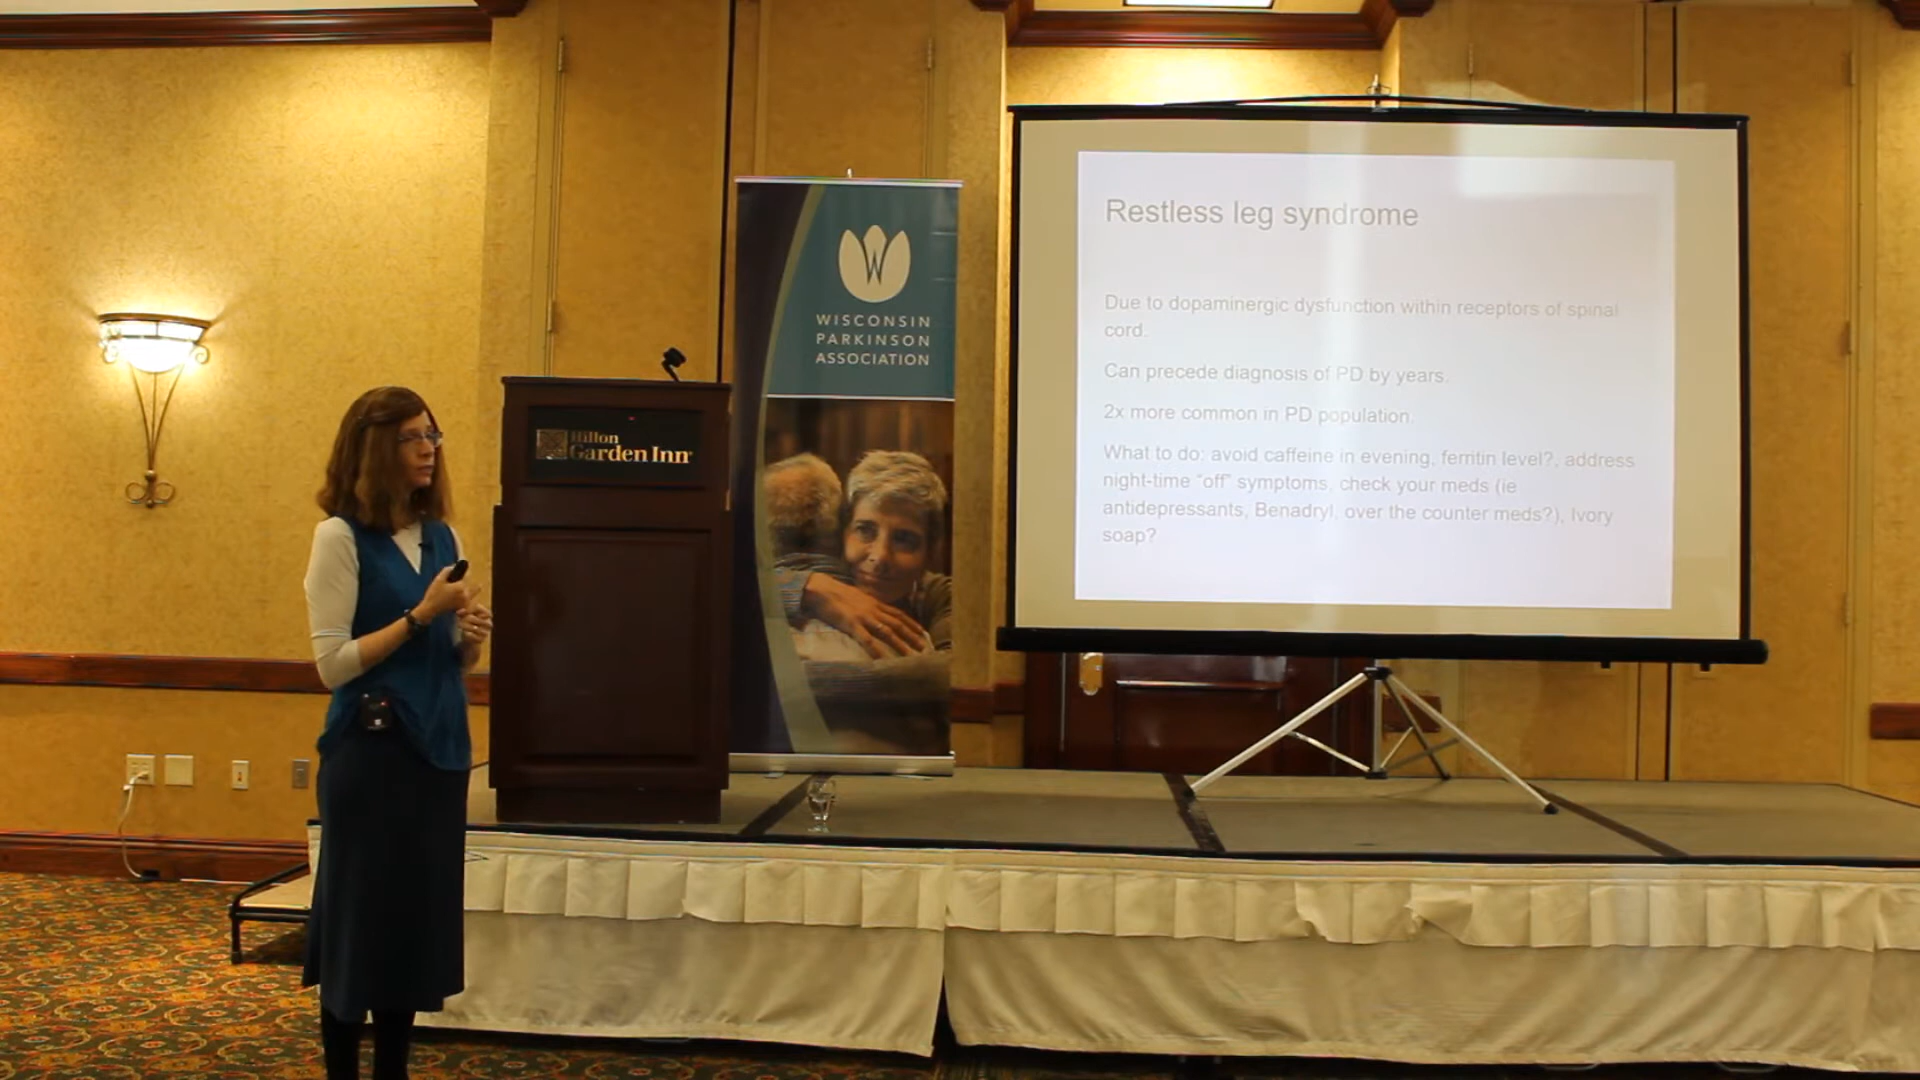 Hilton
Garden Inn
W
WISCONSIN
PARKINSON
ASSOCIATION
Restless leg syndrome
Due to dopaminergic dysfunction within receptors of spinal
cord.
Can precede diagnosis of PD by years.
2x more common in PD population.
What to do: avoid caffeine in evening, ferritin level?, address
night-time "off" symptoms, check your meds (ie
antidepressants, Benadryl, over the counter meds?), Ivory
soap?